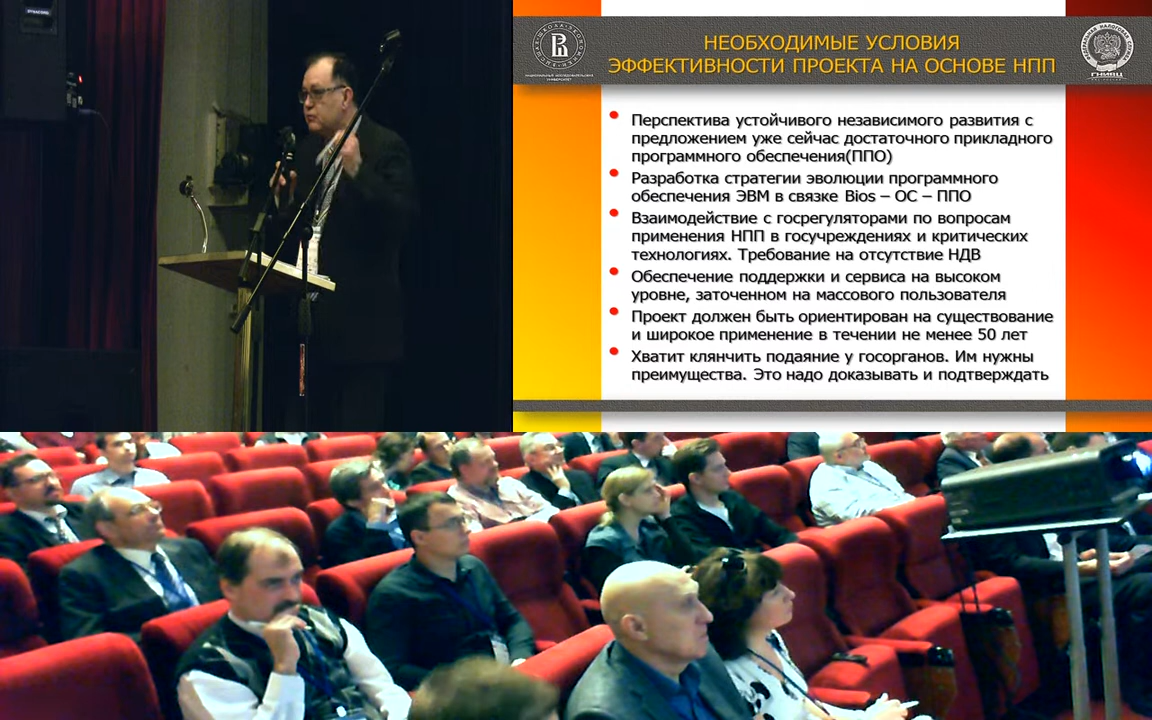 НЕОБХОДИМЫЕ УСЛОВИЯ
ЭФФЕКТИВНОСТИ ПРОЕКТА НА ОСНОВЕ НПП
ГНИВЦ
Перспектива устойчивого независимого развития с
предложением уже сейчас достаточного прикладного
программного обеспечения(ППО)
Разработка стратегии эволюции программного
обеспечения ЭВМ в связке Bios – ОС – ППО
Взаимодействие с госрегуляторами по вопросам
применения НПП в госучреждениях и критических
технологиях. Требование на отсутствие НДВ
Обеспечение поддержки и сервиса на высоком
уровне, заточенном на массового пользователя
Проект должен быть ориентирован на существование
и широкое применение в течении не менее 50 лет
Хватит клянчить подаяние у госорганов. Им нужны
преимущества. Это надо доказывать и подтверждать